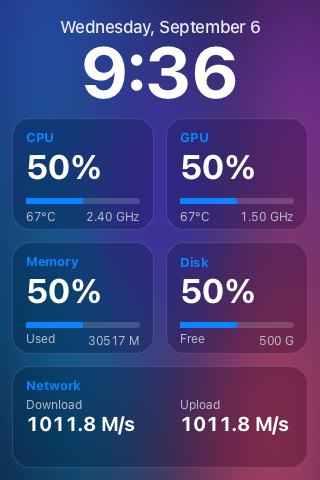 Wednesday, September 6
9:36
CPU
50%
67°C 2.40 GHz
GPU
50%
67°C 1.50 GHz
Memory
50%
Used 30517 M
Disk
50%
Free 500 G
Network
Download
1011.8 M/s
Upload
1011.8 M/s